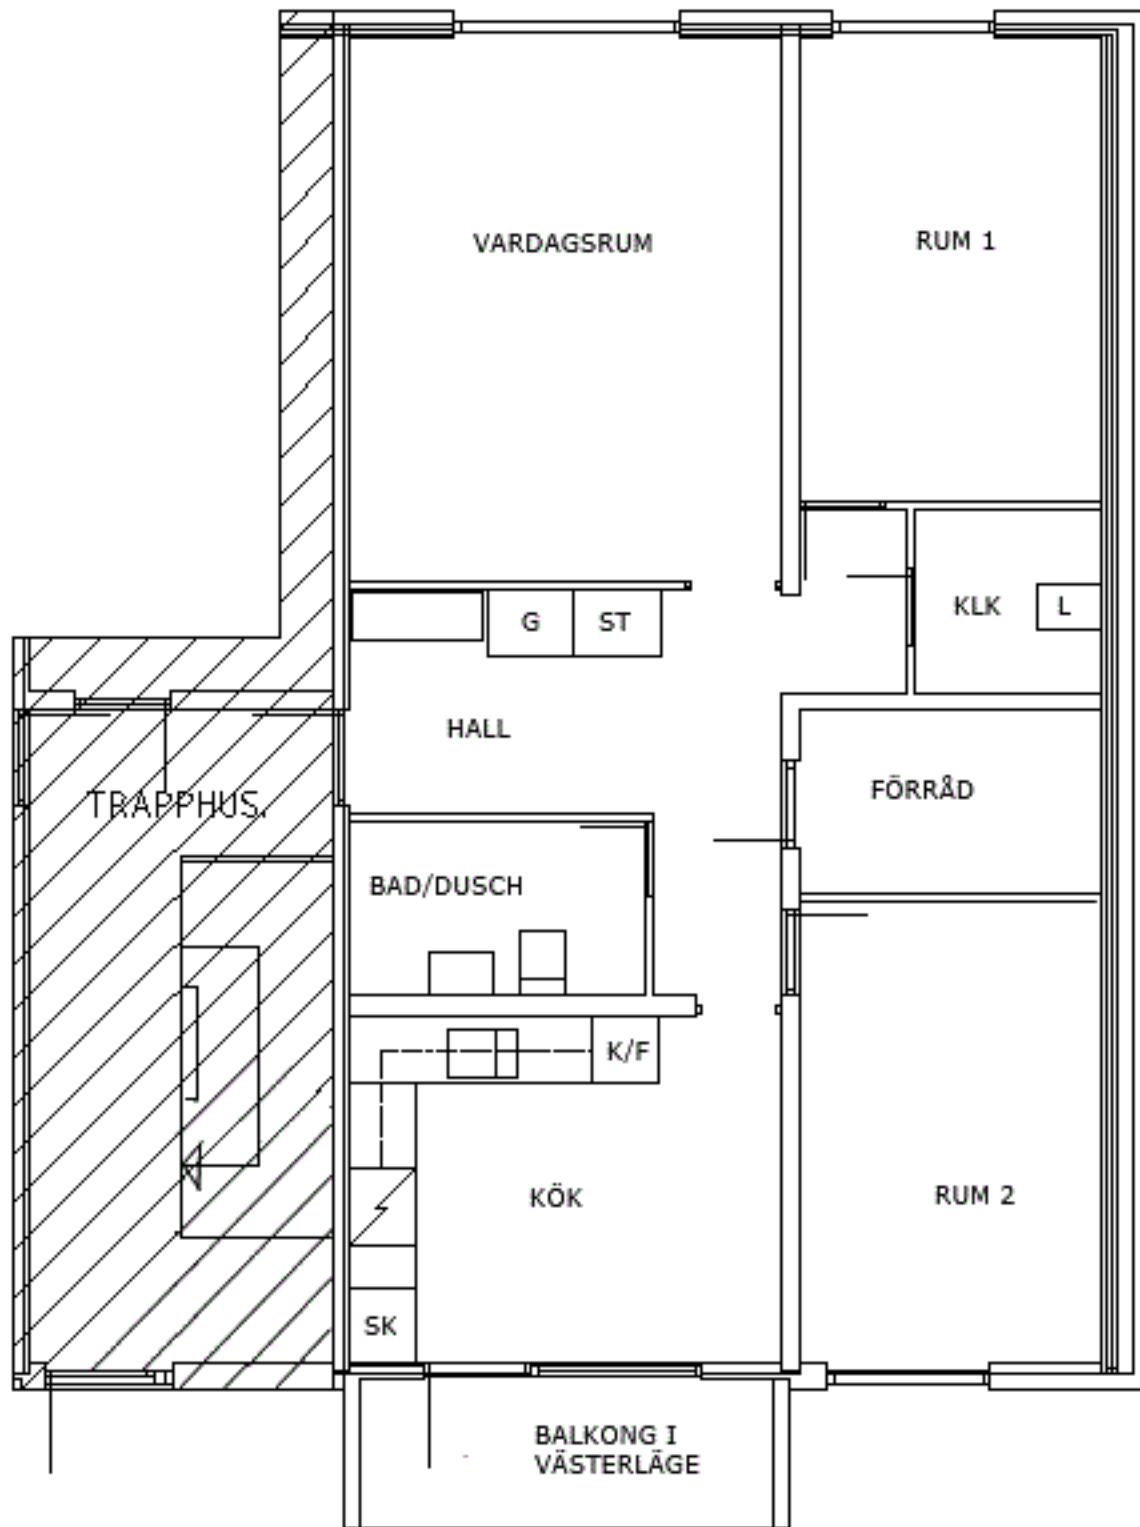 VARDAGSRUM
RUM 1
G
ST
KLK
L
HALL
FÖRRÅD
TRAPPHUS.
BAD/DUSCH
K/F
KÖK
RUM 2
SK
BALKONG I
VÄSTERLÄGE